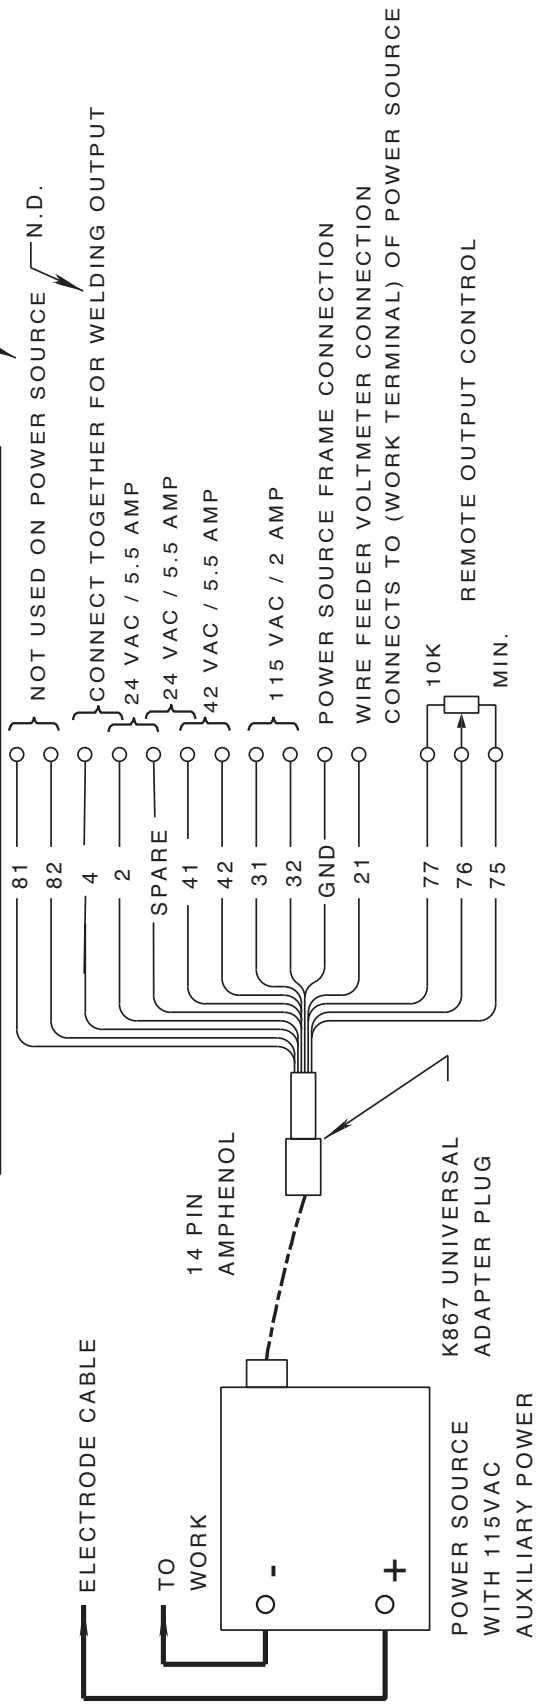 ELECTRODE CABLE
TO
WORK
-
+
POWER SOURCE
WITH 115VAC
AUXILIARY POWER
14 PIN
AMPHENOL
K867 UNIVERSAL
ADAPTER PLUG
81
82
4
2
SPARE
41
42
31
32
GND
21
77
76
75
NOT USED ON POWER SOURCE
N.D.
CONNECT TOGETHER FOR WELDING OUTPUT
24 VAC / 5.5 AMP
24 VAC / 5.5 AMP
42 VAC / 5.5 AMP
115 VAC / 2 AMP
POWER SOURCE FRAME CONNECTION
WIRE FEEDER VOLTMETER CONNECTION
CONNECTS TO (WORK TERMINAL) OF POWER SOURCE
10K
MIN.
REMOTE OUTPUT CONTROL